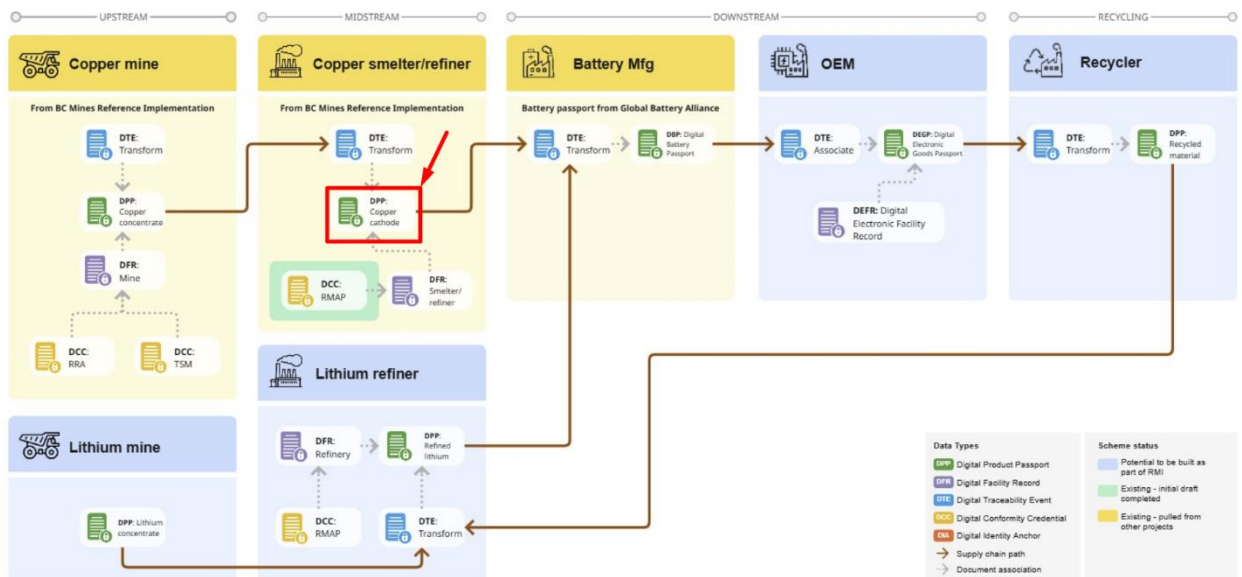 UPSTREAM
MIDSTREAM
DOWNSTREAM
RECYCLING
Copper mine
From BC Mines Reference Implementation
DTE:
Transform
DPP:
Copper
concentrate
DFR:
Mine
DCC:
RRA
DCC:
TSM
Copper smelter/refiner
From BC Mines Reference Implementation
DTE:
Transform
DPP:
Copper
cathode
DCC:
RMAP
DFR:
Smelter/
refiner
Battery Mfg
Battery passport from Global Battery Alliance
DTE:
Transform
DBP: Digital
Battery
Passport
OEM
DTE:
Associate
DEGP: Digital
Electronic
Goods Passport
DEFR: Digital
Electronic Facility
Record
Recycler
DTE:
Transform
DPP:
Recycled
material
Lithium mine
DPP: Lithium
concentrate
Lithium refiner
DFR:
Refinery
DPP:
Refined
lithium
DCC:
RMAP
DTE:
Transform
Data Types
DPP Digital Product Passport
DFR Digital Facility Record
DTE Digital Traceability Event
DCC Digital Conformity Credential
DIA Digital Identity Anchor
Supply chain path
Document association
Scheme status
Potential to be built as
part of RMI
Existing - initial draft
completed
Existing - pulled from
other projects